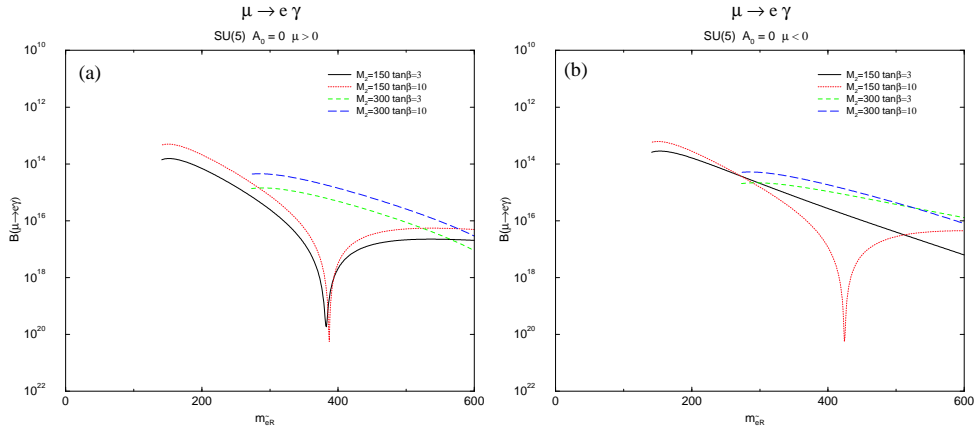 μ → e γ
SU(5) A₀ = 0 μ > 0
(a)
M₂=150 tanβ=3
M₂=150 tanβ=10
M₂=300 tanβ=3
M₂=300 tanβ=10
B(μ→eγ)
10¹⁰
10¹²
10¹⁴
10¹⁶
10¹⁸
10²⁰
10²²
0 200 400 600
m_ẽR
μ → e γ
SU(5) A₀ = 0 μ < 0
(b)
M₂=150 tanβ=3
M₂=150 tanβ=10
M₂=300 tanβ=3
M₂=300 tanβ=10
B(μ→eγ)
10¹⁰
10¹²
10¹⁴
10¹⁶
10¹⁸
10²⁰
10²²
0 200 400 600
m_ẽR